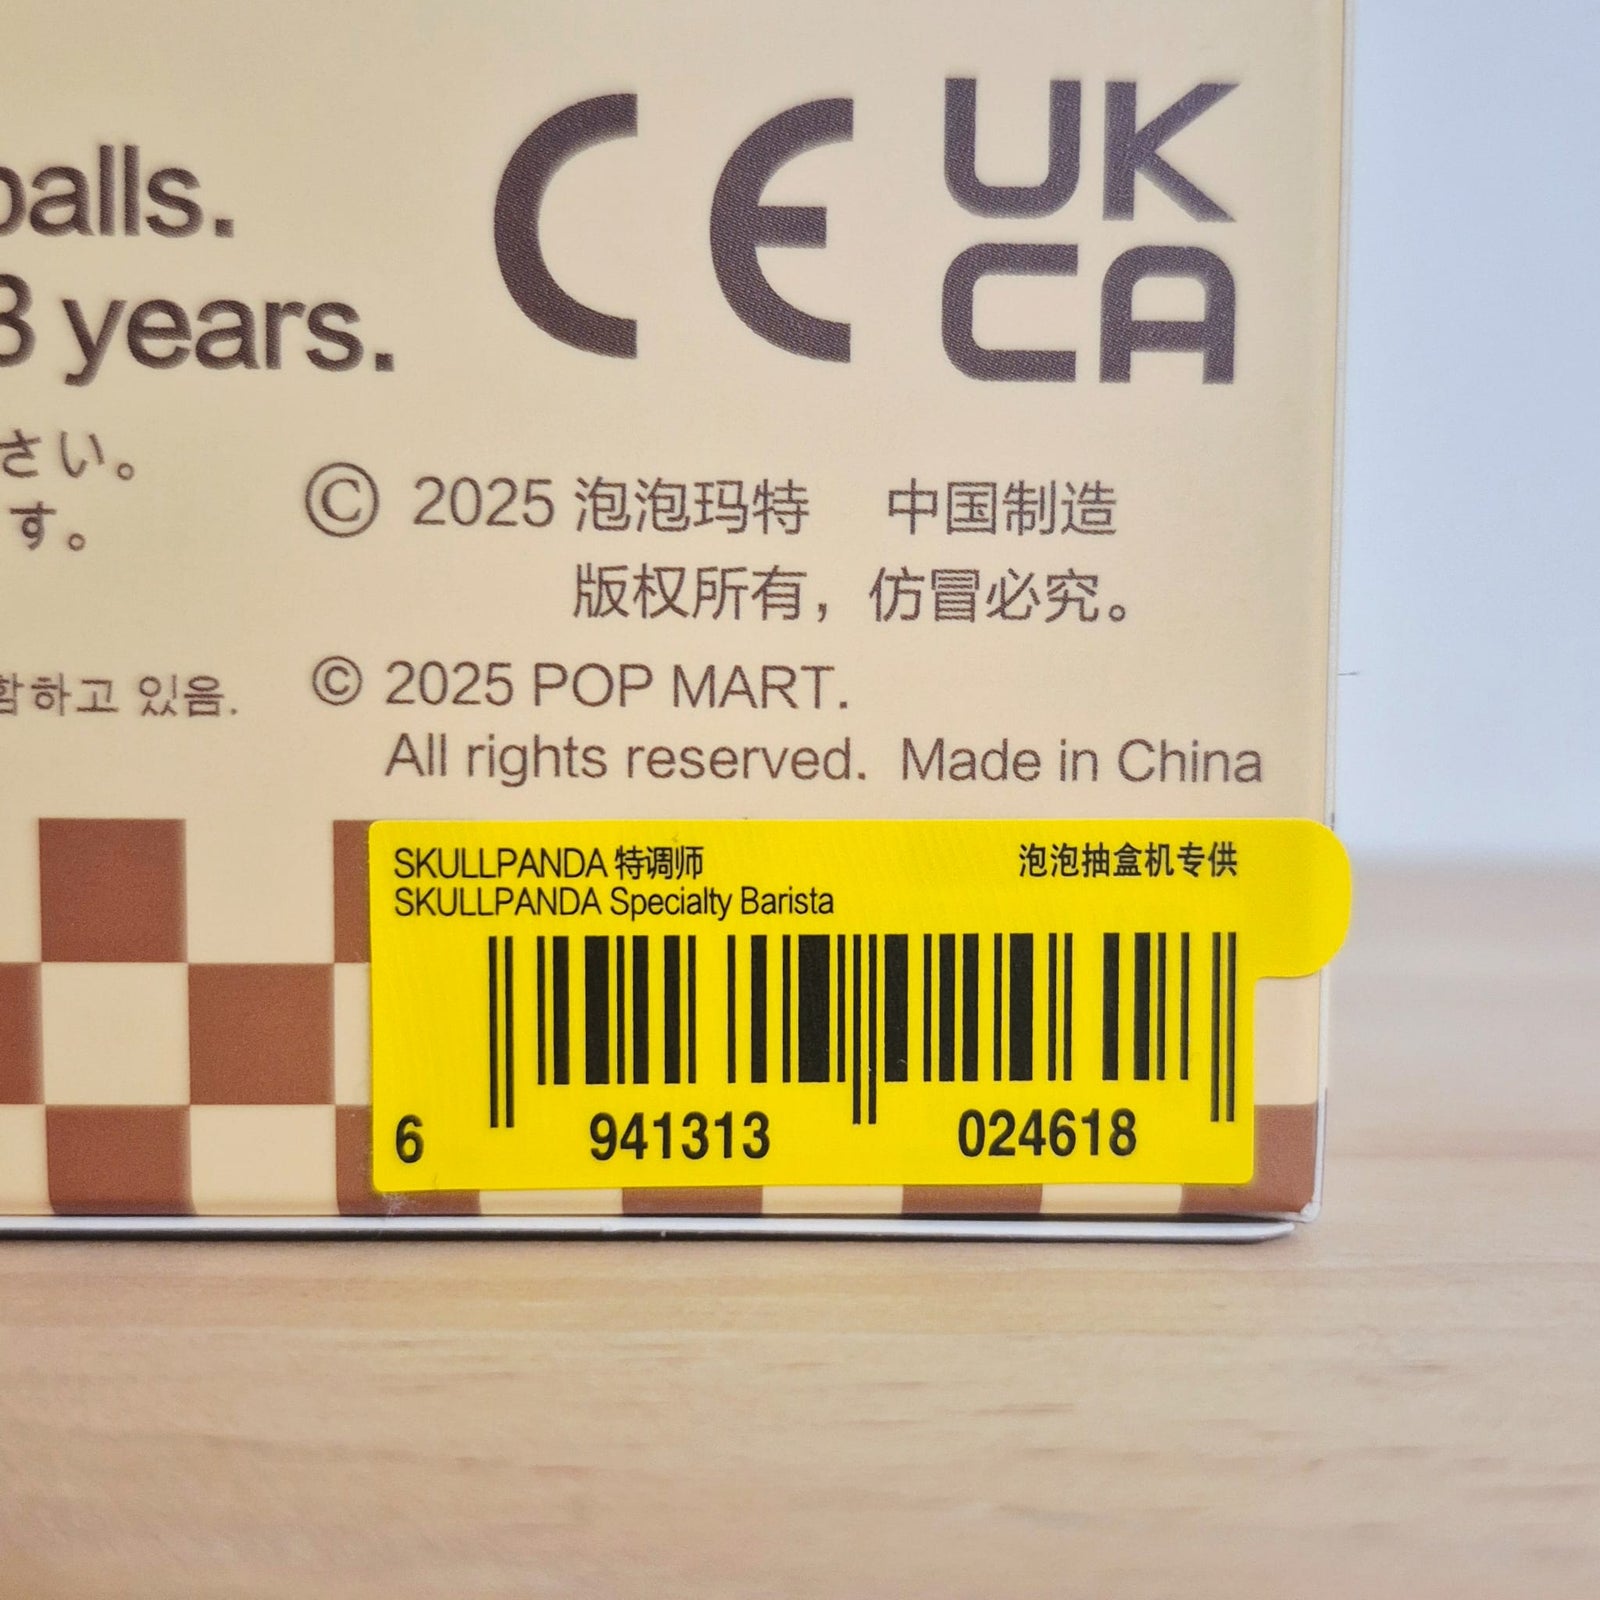 balls.
3 years.
さい。
す。
함하고 있음.
CE
UK
CA
© 2025 泡泡玛特 中国制造
版权所有，仿冒必究。
© 2025 POP MART.
All rights reserved. Made in China
SKULLPANDA 特调师
SKULLPANDA Specialty Barista
泡泡抽盒机专供
6 941313 024618